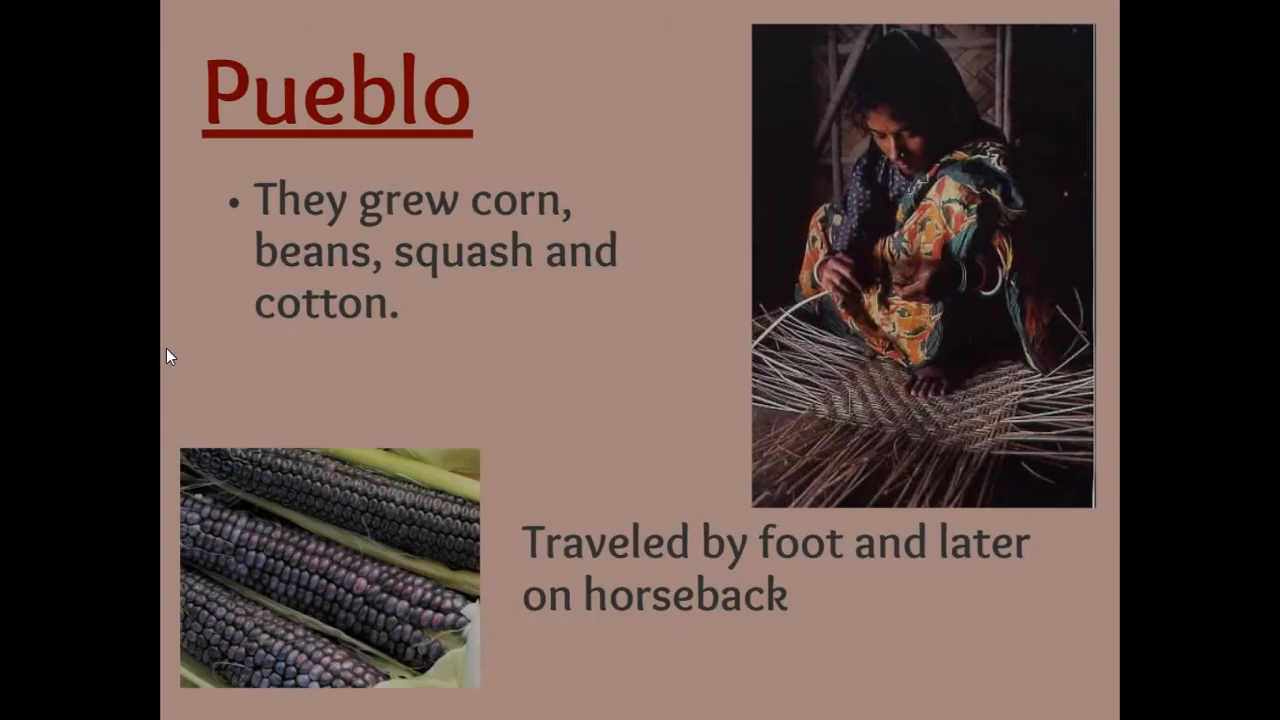 Pueblo
• They grew corn,
beans, squash and
cotton.
Traveled by foot and later
on horseback